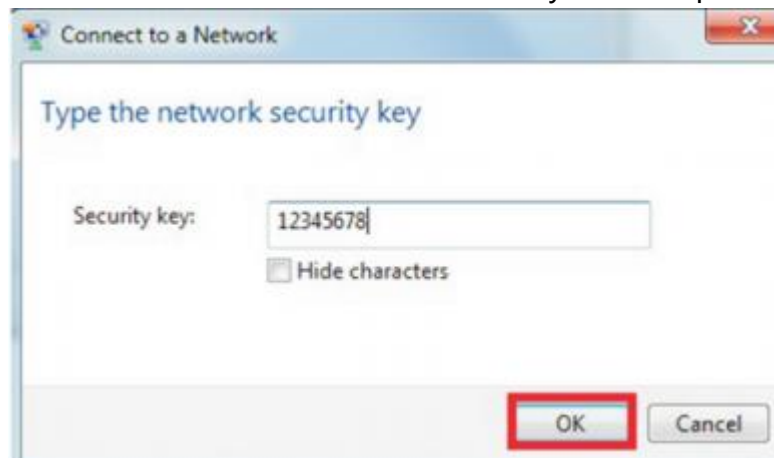 Connect to a Network
Type the network security key
Security key: 12345678
Hide characters
OK Cancel